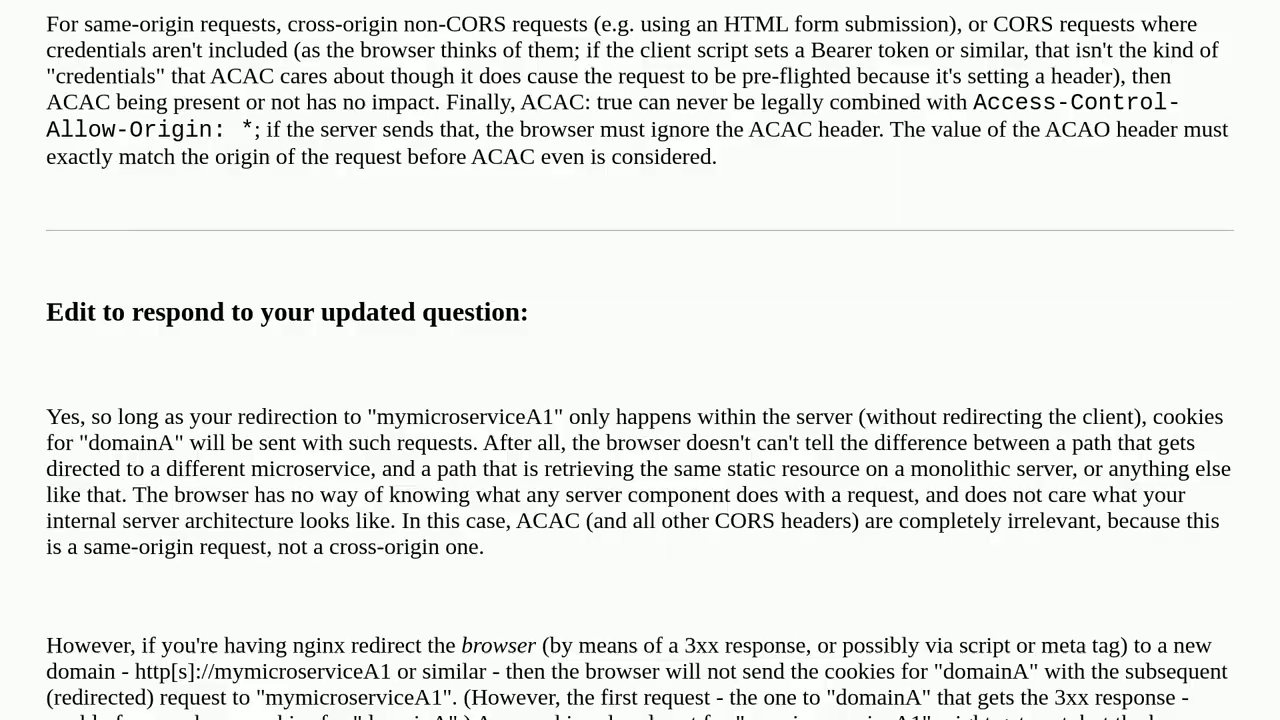 For same-origin requests, cross-origin non-CORS requests (e.g. using an HTML form submission), or CORS requests where
credentials aren't included (as the browser thinks of them; if the client script sets a Bearer token or similar, that isn't the kind of
"credentials" that ACAC cares about though it does cause the request to be pre-flighted because it's setting a header), then
ACAC being present or not has no impact. Finally, ACAC: true can never be legally combined with Access-Control-
Allow-Origin: *; if the server sends that, the browser must ignore the ACAC header. The value of the ACAO header must
exactly match the origin of the request before ACAC even is considered.
Edit to respond to your updated question:
Yes, so long as your redirection to "mymicroserviceA1" only happens within the server (without redirecting the client), cookies
for "domainA" will be sent with such requests. After all, the browser doesn't can't tell the difference between a path that gets
directed to a different microservice, and a path that is retrieving the same static resource on a monolithic server, or anything else
like that. The browser has no way of knowing what any server component does with a request, and does not care what your
internal server architecture looks like. In this case, ACAC (and all other CORS headers) are completely irrelevant, because this
is a same-origin request, not a cross-origin one.
However, if you're having nginx redirect the browser (by means of a 3xx response, or possibly via script or meta tag) to a new
domain - http[s]://mymicroserviceA1 or similar - then the browser will not send the cookies for "domainA" with the subsequent
(redirected) request to "mymicroserviceA1". (However, the first request - the one to "domainA" that gets the 3xx response -